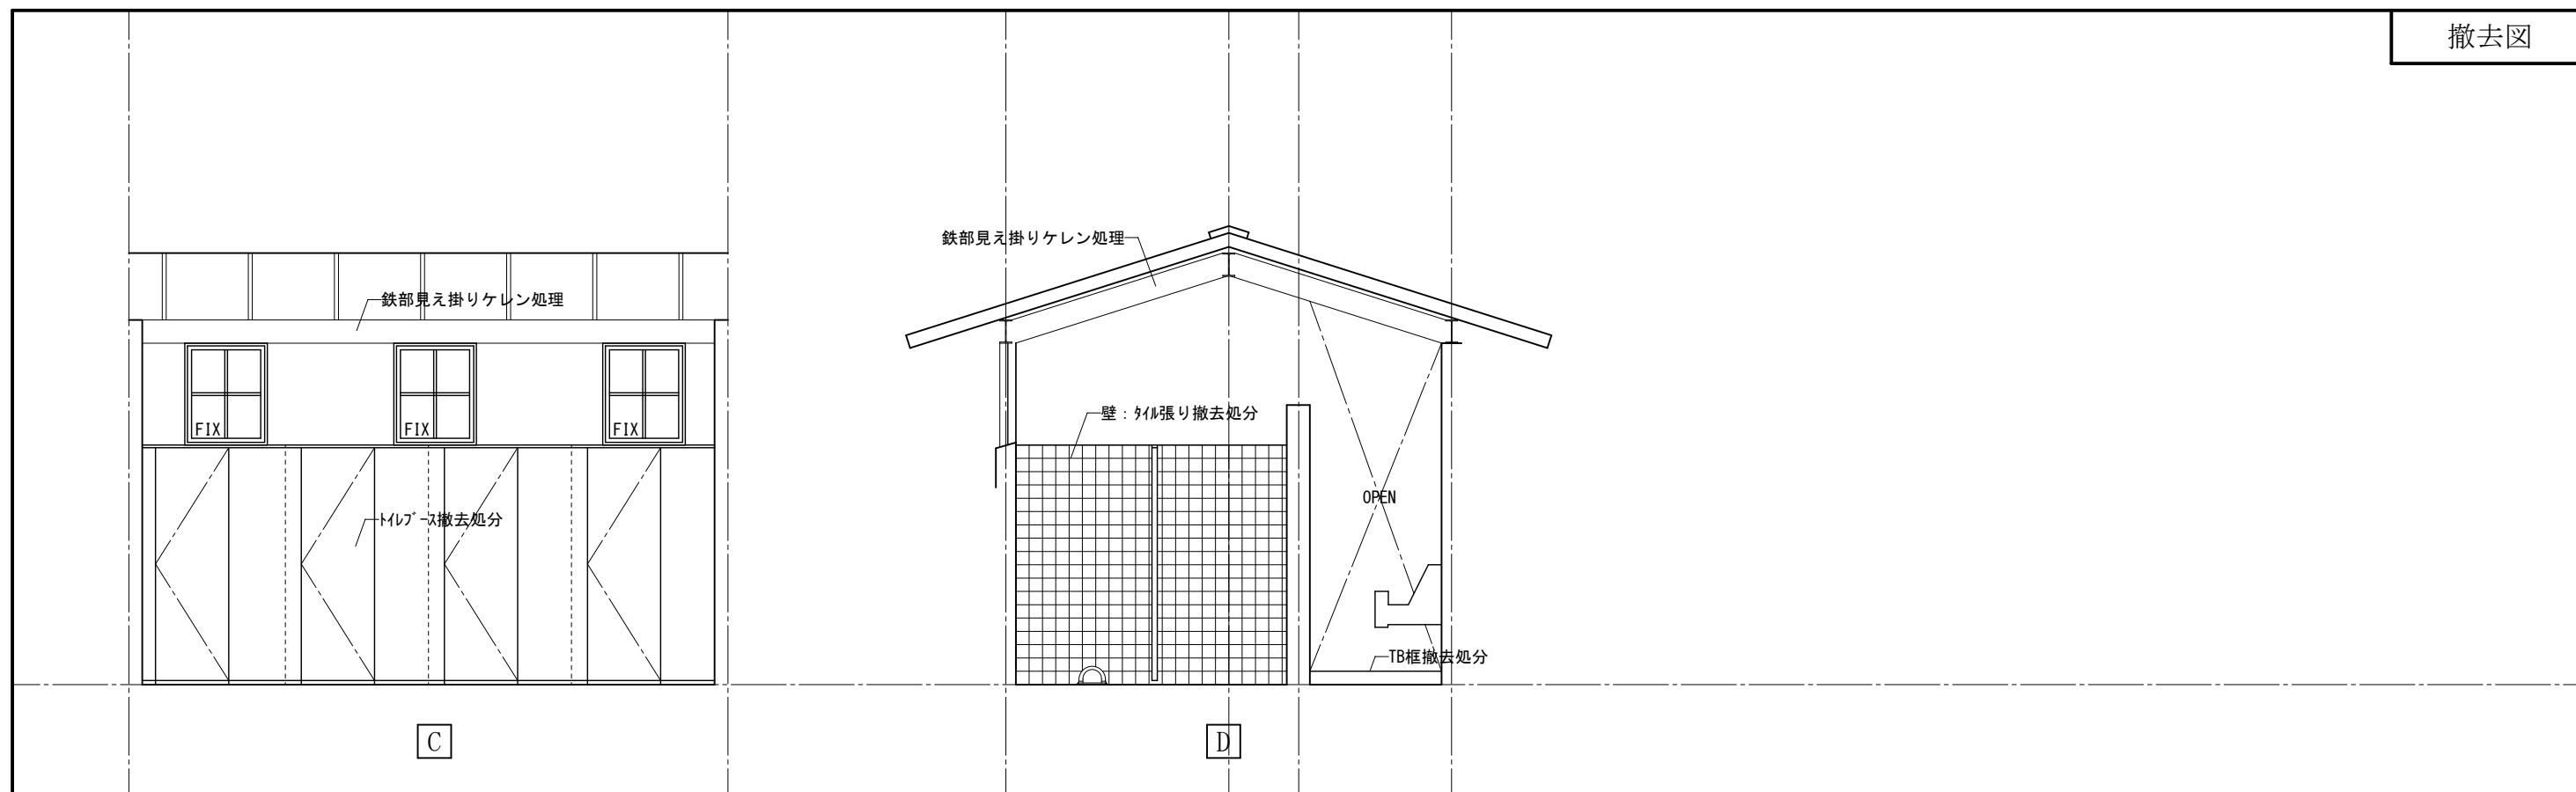 撤去図
鉄部見え掛りケレン処理
鉄部見え掛りケレン処理
FIX
FIX
FIX
壁：ﾀｲﾙ張り撤去処分
OPEN
ﾄｲﾚﾌﾞｰｽ撤去処分
TB框撤去処分
C
D